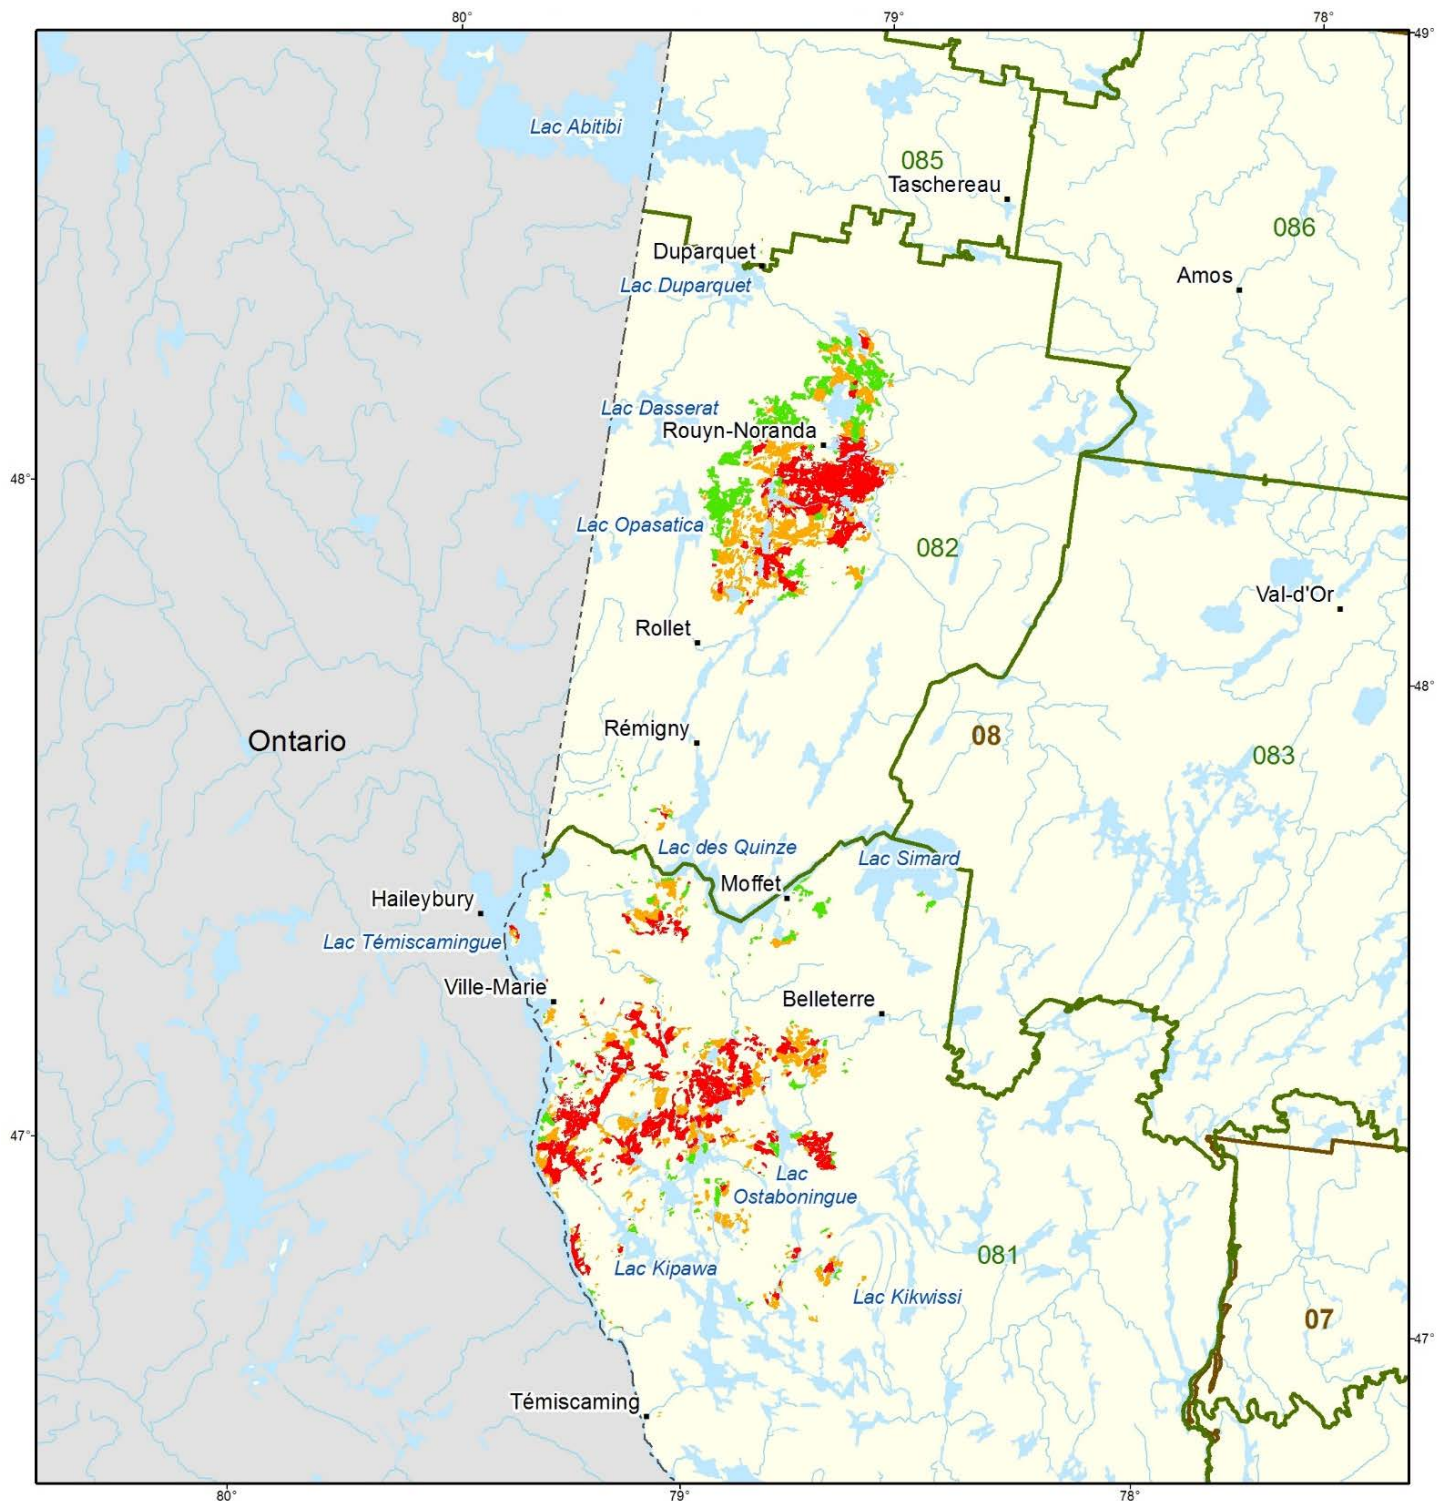 80°
79°
78°
49°
Lac Abitibi
085
Taschereau
086
Duparquet
Lac Duparquet
Amos
Lac Dasserat
Rouyn-Noranda
48°
Lac Opasatica
082
Val-d'Or
Rollet
48°
Ontario
Rémigny
08
083
Lac des Quinze
Lac Simard
Moffet
Haileybury
Lac Témiscamingue
Ville-Marie
Belleterre
47°
Lac
Ostaboningue
081
Lac Kipawa
Lac Kikwissi
07
47°
Témiscaming
80°
79°
78°